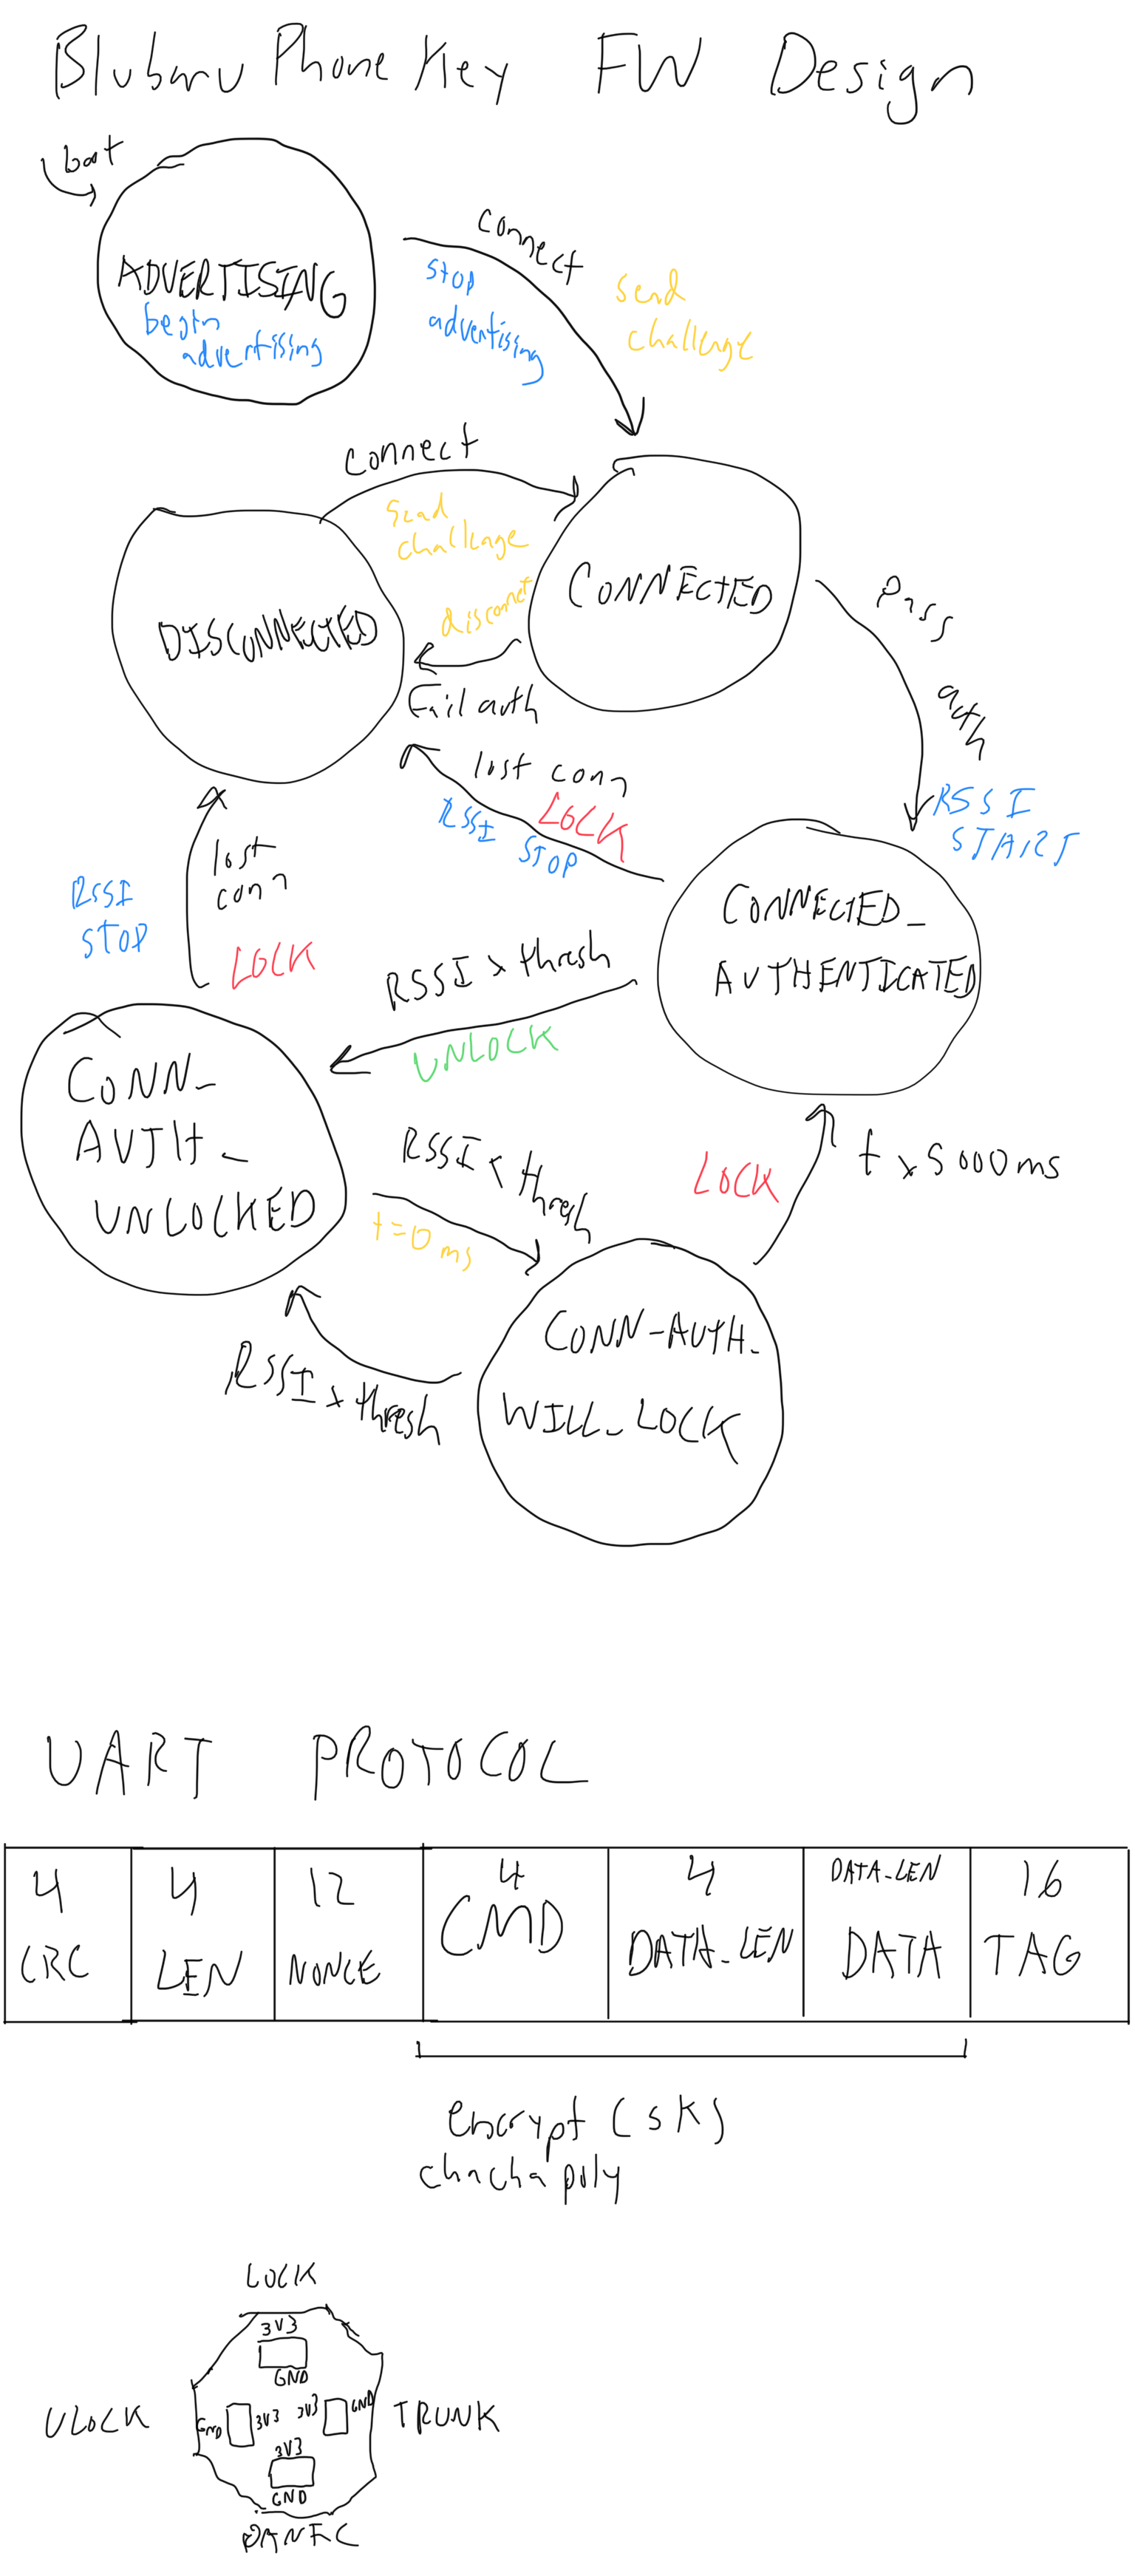 Blubaru Phone Key FW Design
boot
ADVERTISING
begin
advertising
connect
stop
advertising
send
challenge
connect
send
challenge
CONNECTED
DISCONNECTED
disconnect
Fail auth
Pass
auth
RSSI
START
lost conn
LOCK
RSSI STOP
lost
conn
RSSI
STOP
LOCK
CONNECTED_
AUTHENTICATED
RSSI > thresh
UNLOCK
CONN_
AUTH_
UNLOCKED
RSSI < thresh
t=0 ms
LOCK
t > 5000ms
RSSI > thresh
CONN_AUTH_
WILL_LOCK
UART PROTOCOL
4 4 12 4 4 DATA_LEN 16
CRC LEN NONCE CMD DATA_LEN DATA TAG
encrypt (sk)
chachapoly
LOCK
3V3
GND
ULOCK
GND 3V3
3V3 GND
TRUNK
3V3
GND
PANIC